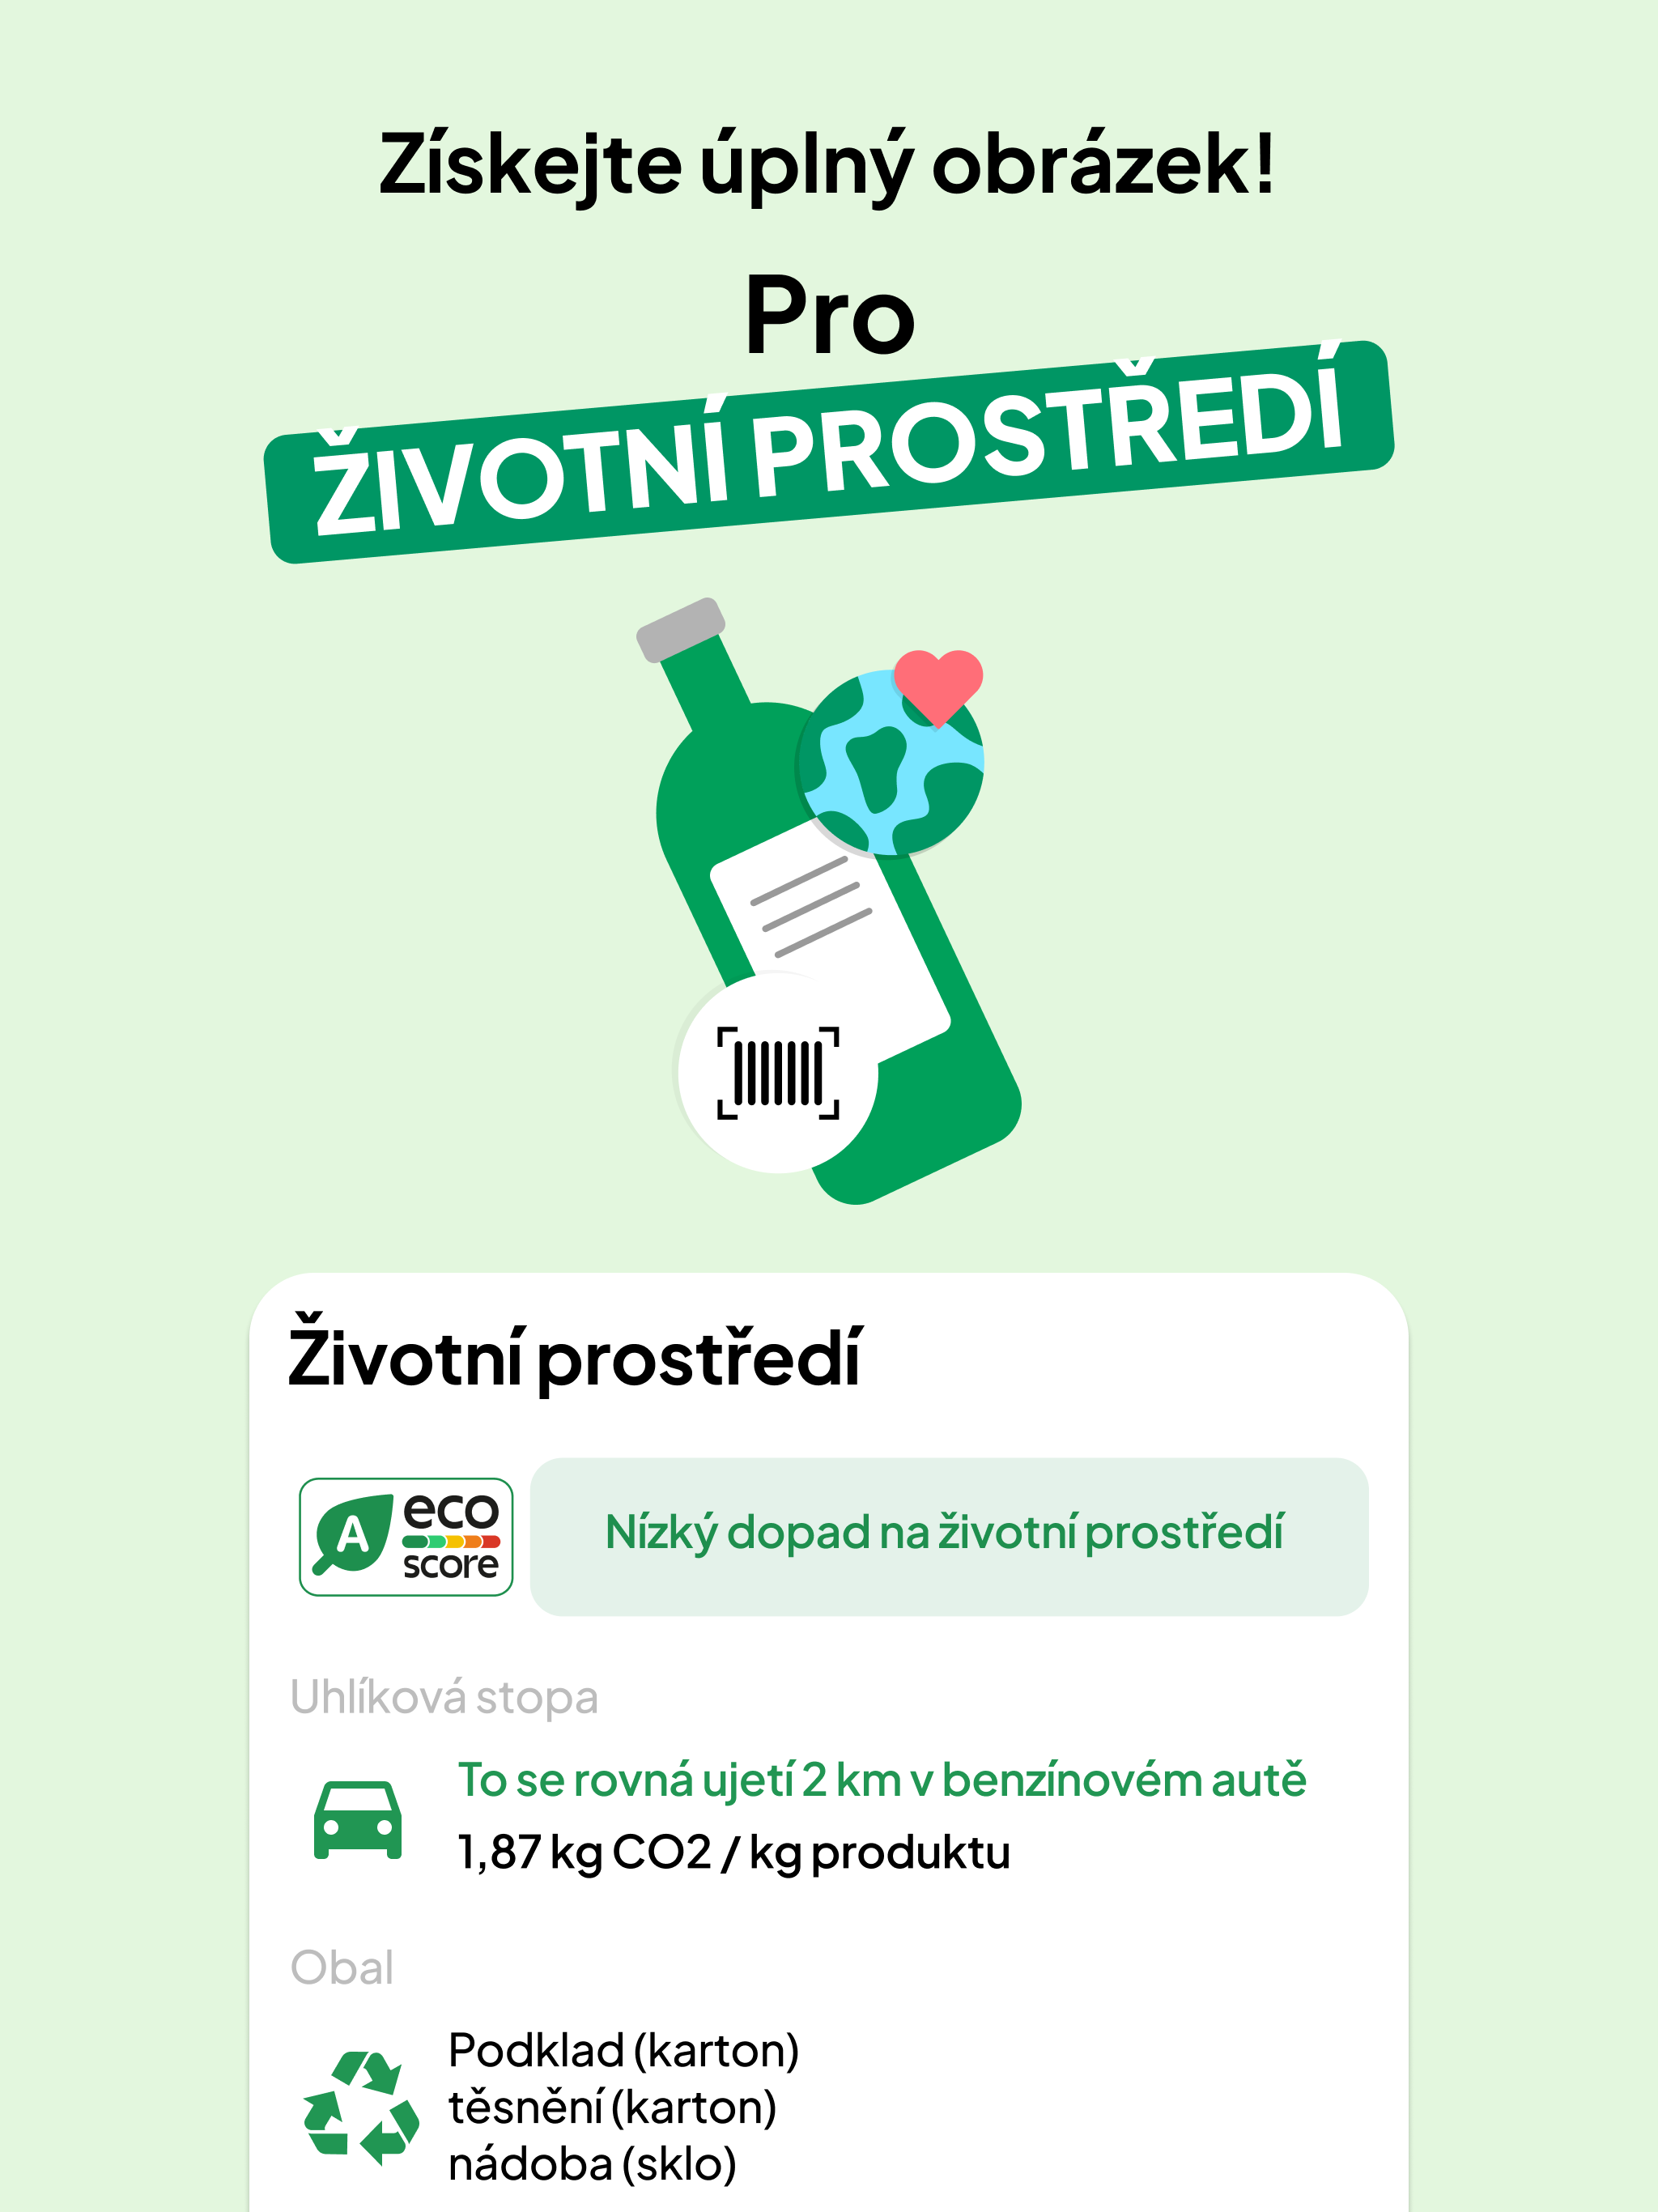 Získejte úplný obrázek!
Pro
ŽIVOTNÍ PROSTŘEDÍ
Životní prostředí
A
eco
score
Nízký dopad na životní prostředí
Uhlíková stopa
To se rovná ujetí 2 km v benzínovém autě
1,87 kg CO2 / kg produktu
Obal
Podklad (karton)
těsnění (karton)
nádoba (sklo)